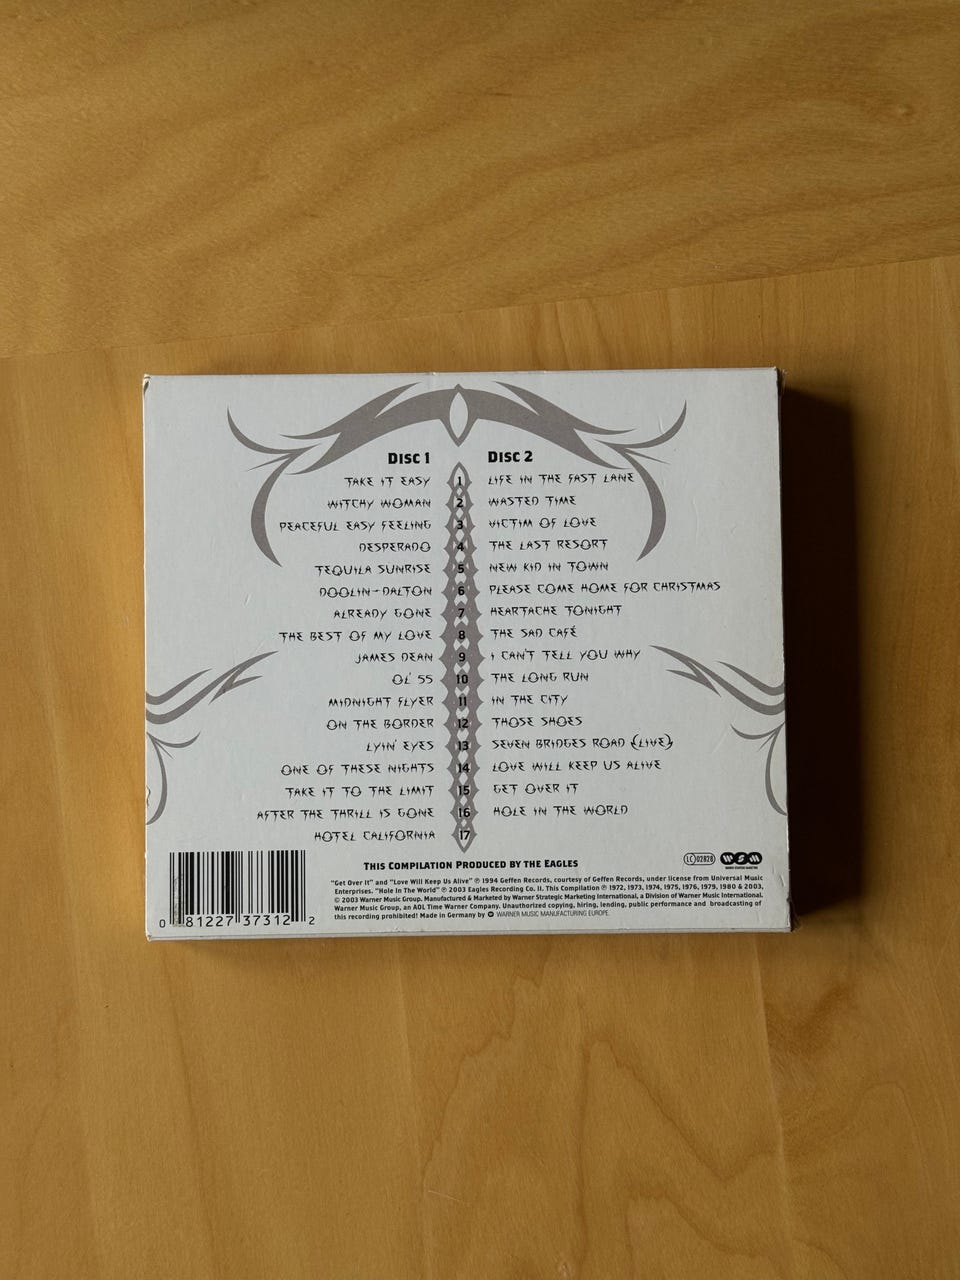 DISC 1
TAKE IT EASY
WITCHY WOMAN
PEACEFUL EASY FEELING
DESPERADO
TEQUILA SUNRISE
DOOLIN-DALTON
ALREADY GONE
THE BEST OF MY LOVE
JAMES DEAN
OL' 55
MIDNIGHT FLYER
ON THE BORDER
LYIN' EYES
ONE OF THESE NIGHTS
TAKE IT TO THE LIMIT
AFTER THE THRILL IS GONE
HOTEL CALIFORNIA
1
2
3
4
5
6
7
8
9
10
11
12
13
14
15
16
17
DISC 2
LIFE IN THE FAST LANE
WASTED TIME
VICTIM OF LOVE
THE LAST RESORT
NEW KID IN TOWN
PLEASE COME HOME FOR CHRISTMAS
HEARTACHE TONIGHT
THE SAD CAFÉ
I CAN'T TELL YOU WHY
THE LONG RUN
IN THE CITY
THOSE SHOES
SEVEN BRIDGES ROAD (LIVE)
LOVE WILL KEEP US ALIVE
GET OVER IT
HOLE IN THE WORLD
THIS COMPILATION PRODUCED BY THE EAGLES
LC 02828
WSM
"Get Over It" and "Love Will Keep Us Alive" ℗ 1994 Geffen Records, courtesy of Geffen Records, under license from Universal Music
Enterprises. "Hole In The World" ℗ 2003 Eagles Recording Co. II. This Compilation ℗ 1972, 1973, 1974, 1975, 1976, 1979, 1980 & 2003,
© 2003 Warner Music Group. Manufactured & Marketed by Warner Strategic Marketing International, a Division of Warner Music International.
Warner Music Group, an AOL Time Warner Company. Unauthorized copying, hiring, lending, public performance and broadcasting of
this recording prohibited! Made in Germany by WARNER MUSIC MANUFACTURING EUROPE.
0 81227 37312 2